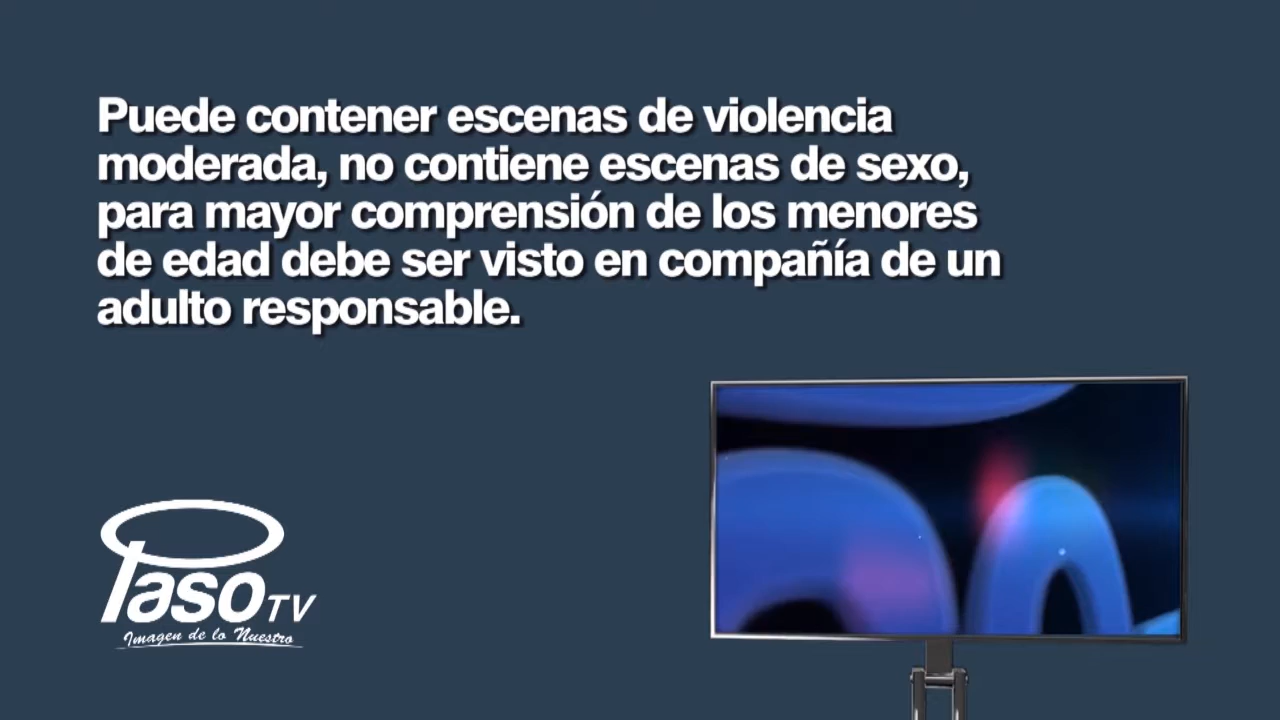 Puede contener escenas de violencia
moderada, no contiene escenas de sexo,
para mayor comprensión de los menores
de edad debe ser visto en compañía de un
adulto responsable.
Paso TV
Imagen de lo Nuestro